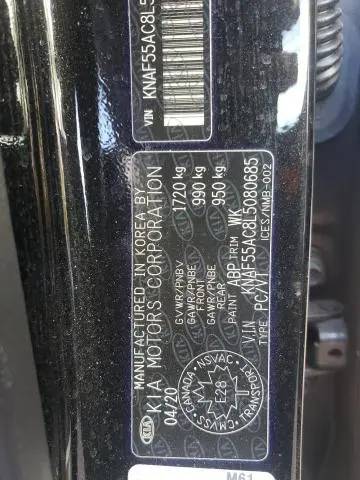 VIN KNAF55AC8L5
MANUFACTURED IN KOREA BY
KIA MOTORS CORPORATION
04/20
GVWR/PNBV 1720 kg
GAWR/PNBE FRONT 990 kg
GAWR/PNBE REAR 950 kg
PAINT ABP TRIM WK
V.I.N KNAF55AC8L5080685
TYPE PC/VT
ICES/NMB-002
KIA
CANADA NSVAC
CMVSS TRANSPORT
E28
M61